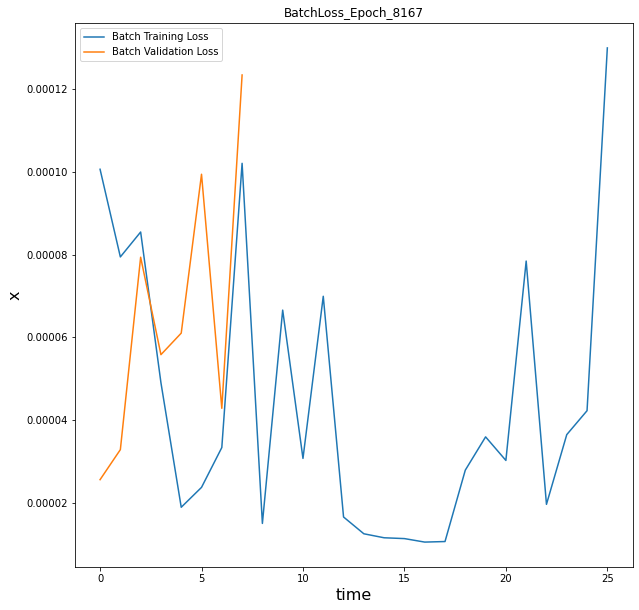 BatchLoss_Epoch_8167
Batch Training Loss
Batch Validation Loss
0.00012
0.00010
0.00008
0.00006
0.00004
0.00002
x
0 5 10 15 20 25
time